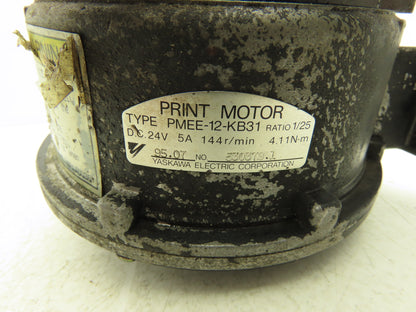 PRINT MOTOR
TYPE PMEE-12-KB31 RATIO 1/25
D.C. 24V 5A 144r/min 4.11N·m
95.07 NO
YASKAWA ELECTRIC CORPORATION